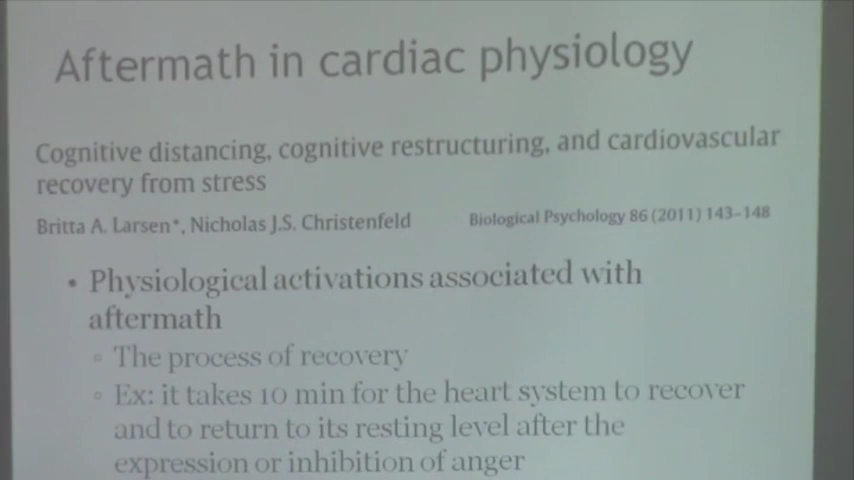 Aftermath in cardiac physiology
Cognitive distancing, cognitive restructuring, and cardiovascular
recovery from stress
Britta A. Larsen*, Nicholas J.S. Christenfeld Biological Psychology 86 (2011) 143–148
• Physiological activations associated with
aftermath
◦ The process of recovery
◦ Ex: it takes 10 min for the heart system to recover
and to return to its resting level after the
expression or inhibition of anger